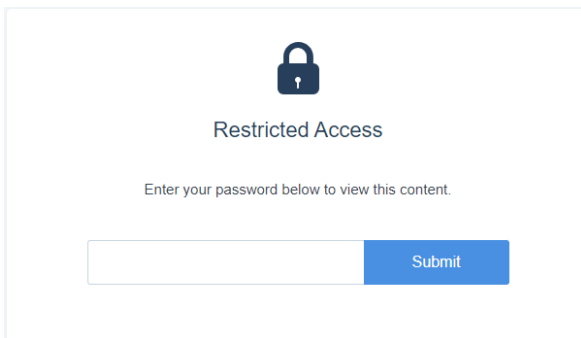 Restricted Access
Enter your password below to view this content.
Submit